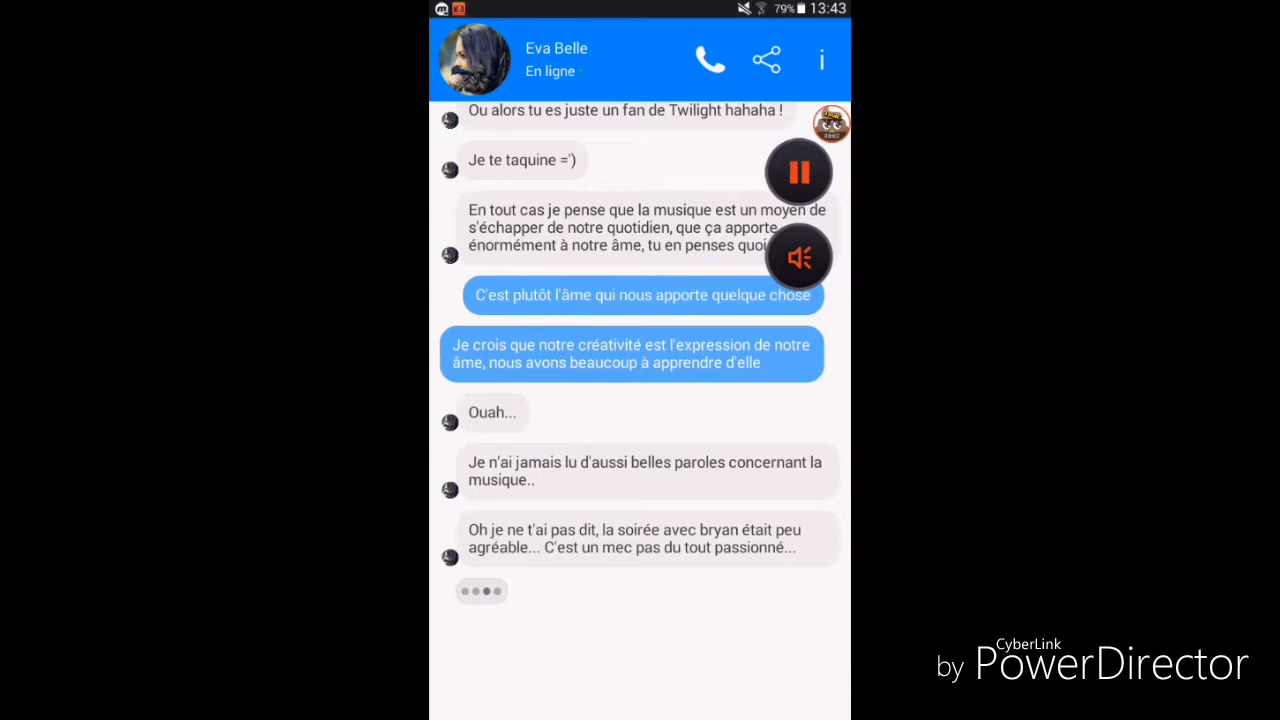 79% 13:43
Eva Belle
En ligne
Ou alors tu es juste un fan de Twilight hahaha !
Je te taquine =')
En tout cas je pense que la musique est un moyen de
s'échapper de notre quotidien, que ça apporte
énormément à notre âme, tu en penses quoi
C'est plutôt l'âme qui nous apporte quelque chose
Je crois que notre créativité est l'expression de notre
âme, nous avons beaucoup à apprendre d'elle
Ouah...
Je n'ai jamais lu d'aussi belles paroles concernant la
musique..
Oh je ne t'ai pas dit, la soirée avec bryan était peu
agréable... C'est un mec pas du tout passionné...
CyberLink
by PowerDirector